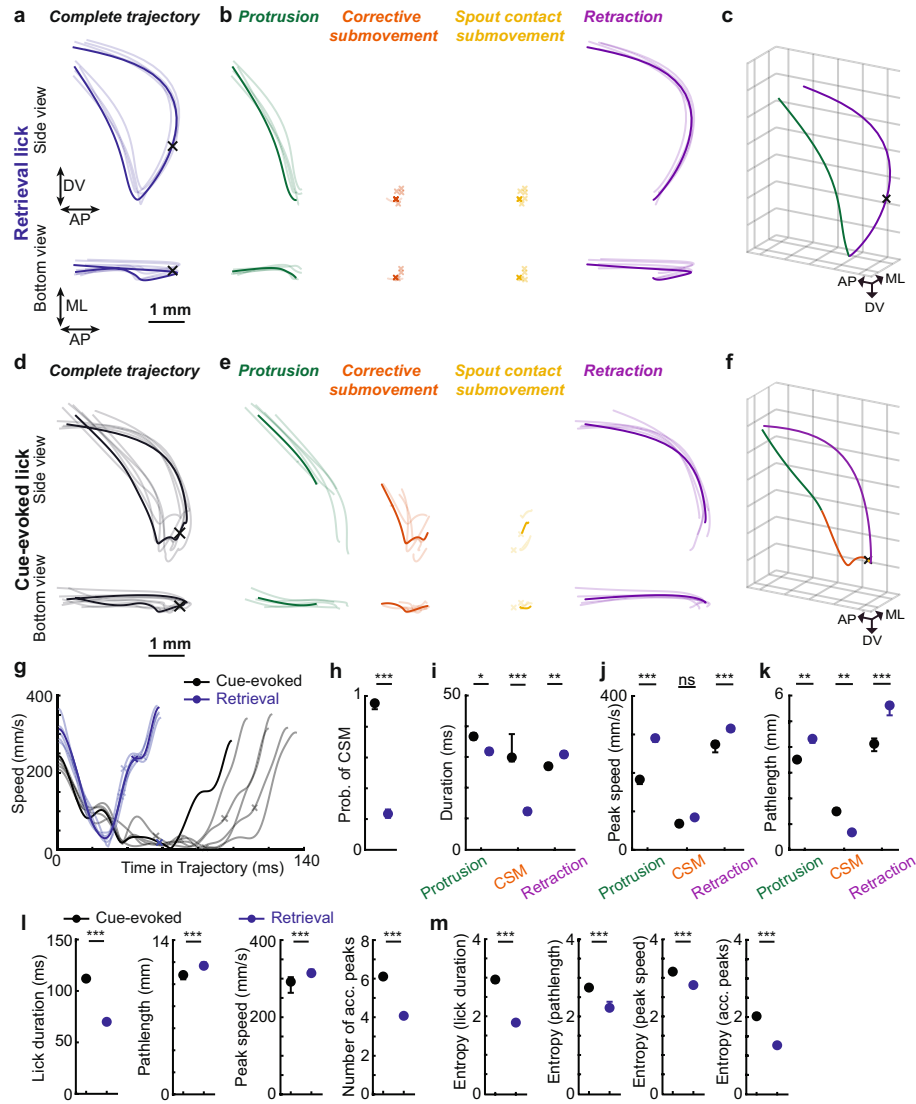 a
Complete trajectory
b
Protrusion
Corrective
submovement
Spout contact
submovement
Retraction
c
Retrieval lick
Side view
DV
AP
Bottom view
ML
AP
1 mm
AP
ML
DV
d
Complete trajectory
e
Protrusion
Corrective
submovement
Spout contact
submovement
Retraction
f
Cue-evoked lick
Side view
Bottom view
1 mm
AP
ML
DV
g
Cue-evoked
Retrieval
Speed
(mm/s)
400
200
0
0
140
Time in Trajectory (ms)
h
***
Prob. of CSM
1
0
i
* *** **
Duration (ms)
50
0
Protrusion
CSM
Retraction
j
*** ns ***
Peak speed (mm/s)
400
0
Protrusion
CSM
Retraction
k
** ** ***
Pathlength (mm)
6
0
Protrusion
CSM
Retraction
l
Cue-evoked
Retrieval
***
Lick duration (ms)
150
100
50
0
***
Pathlength (mm)
14
0
***
Peak speed (mm/s)
400
200
0
***
Number of acc. peaks
8
6
4
2
0
m
***
Entropy (lick duration)
4
2
0
***
Entropy (pathlength)
4
2
0
***
Entropy (peak speed)
4
2
0
***
Entropy (acc. peaks)
4
2
0